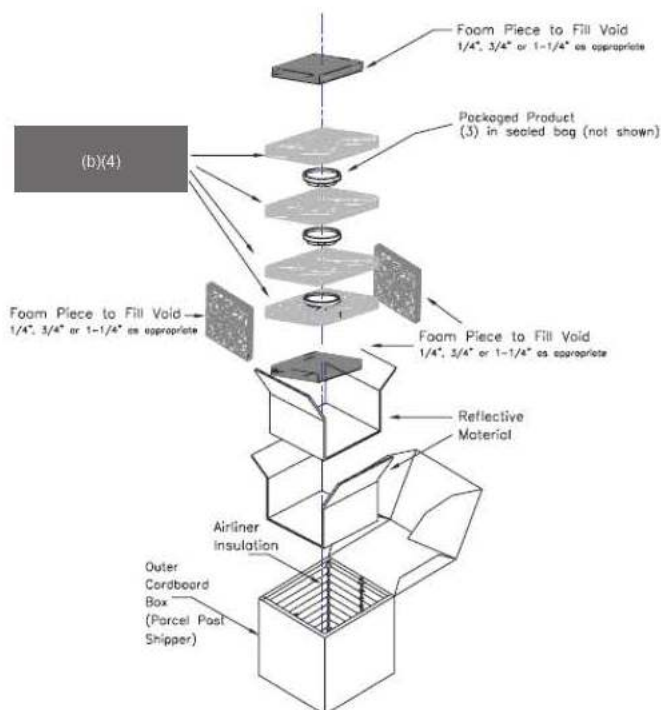 Foam Piece to Fill Void
1/4", 3/4" or 1-1/4" as appropriate
Packaged Product
(3) in sealed bag (not shown)
(b)(4)
Foam Piece to Fill Void
1/4", 3/4" or 1-1/4" as appropriate
Foam Piece to Fill Void
1/4", 3/4" or 1-1/4" as appropriate
Reflective
Material
Airliner
Insulation
Outer
Cardboard
Box
(Parcel Post
Shipper)